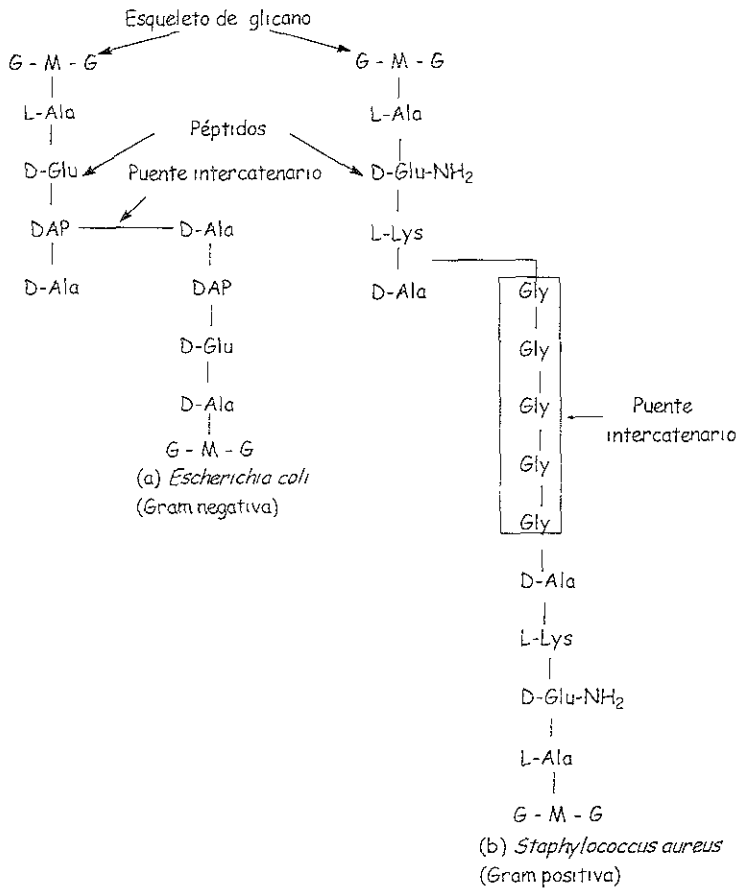 Esqueleto de glicano
G - M - G
L-Ala
D-Glu
DAP
D-Ala
Péptidos
Puente intercatenario
D-Ala
DAP
D-Glu
D-Ala
G - M - G
(a) Escherichia coli
(Gram negativa)
G - M - G
L-Ala
D-Glu-NH₂
L-Lys
D-Ala
Gly
Gly
Gly
Gly
Gly
Puente
intercatenario
D-Ala
L-Lys
D-Glu-NH₂
L-Ala
G - M - G
(b) Staphylococcus aureus
(Gram positiva)